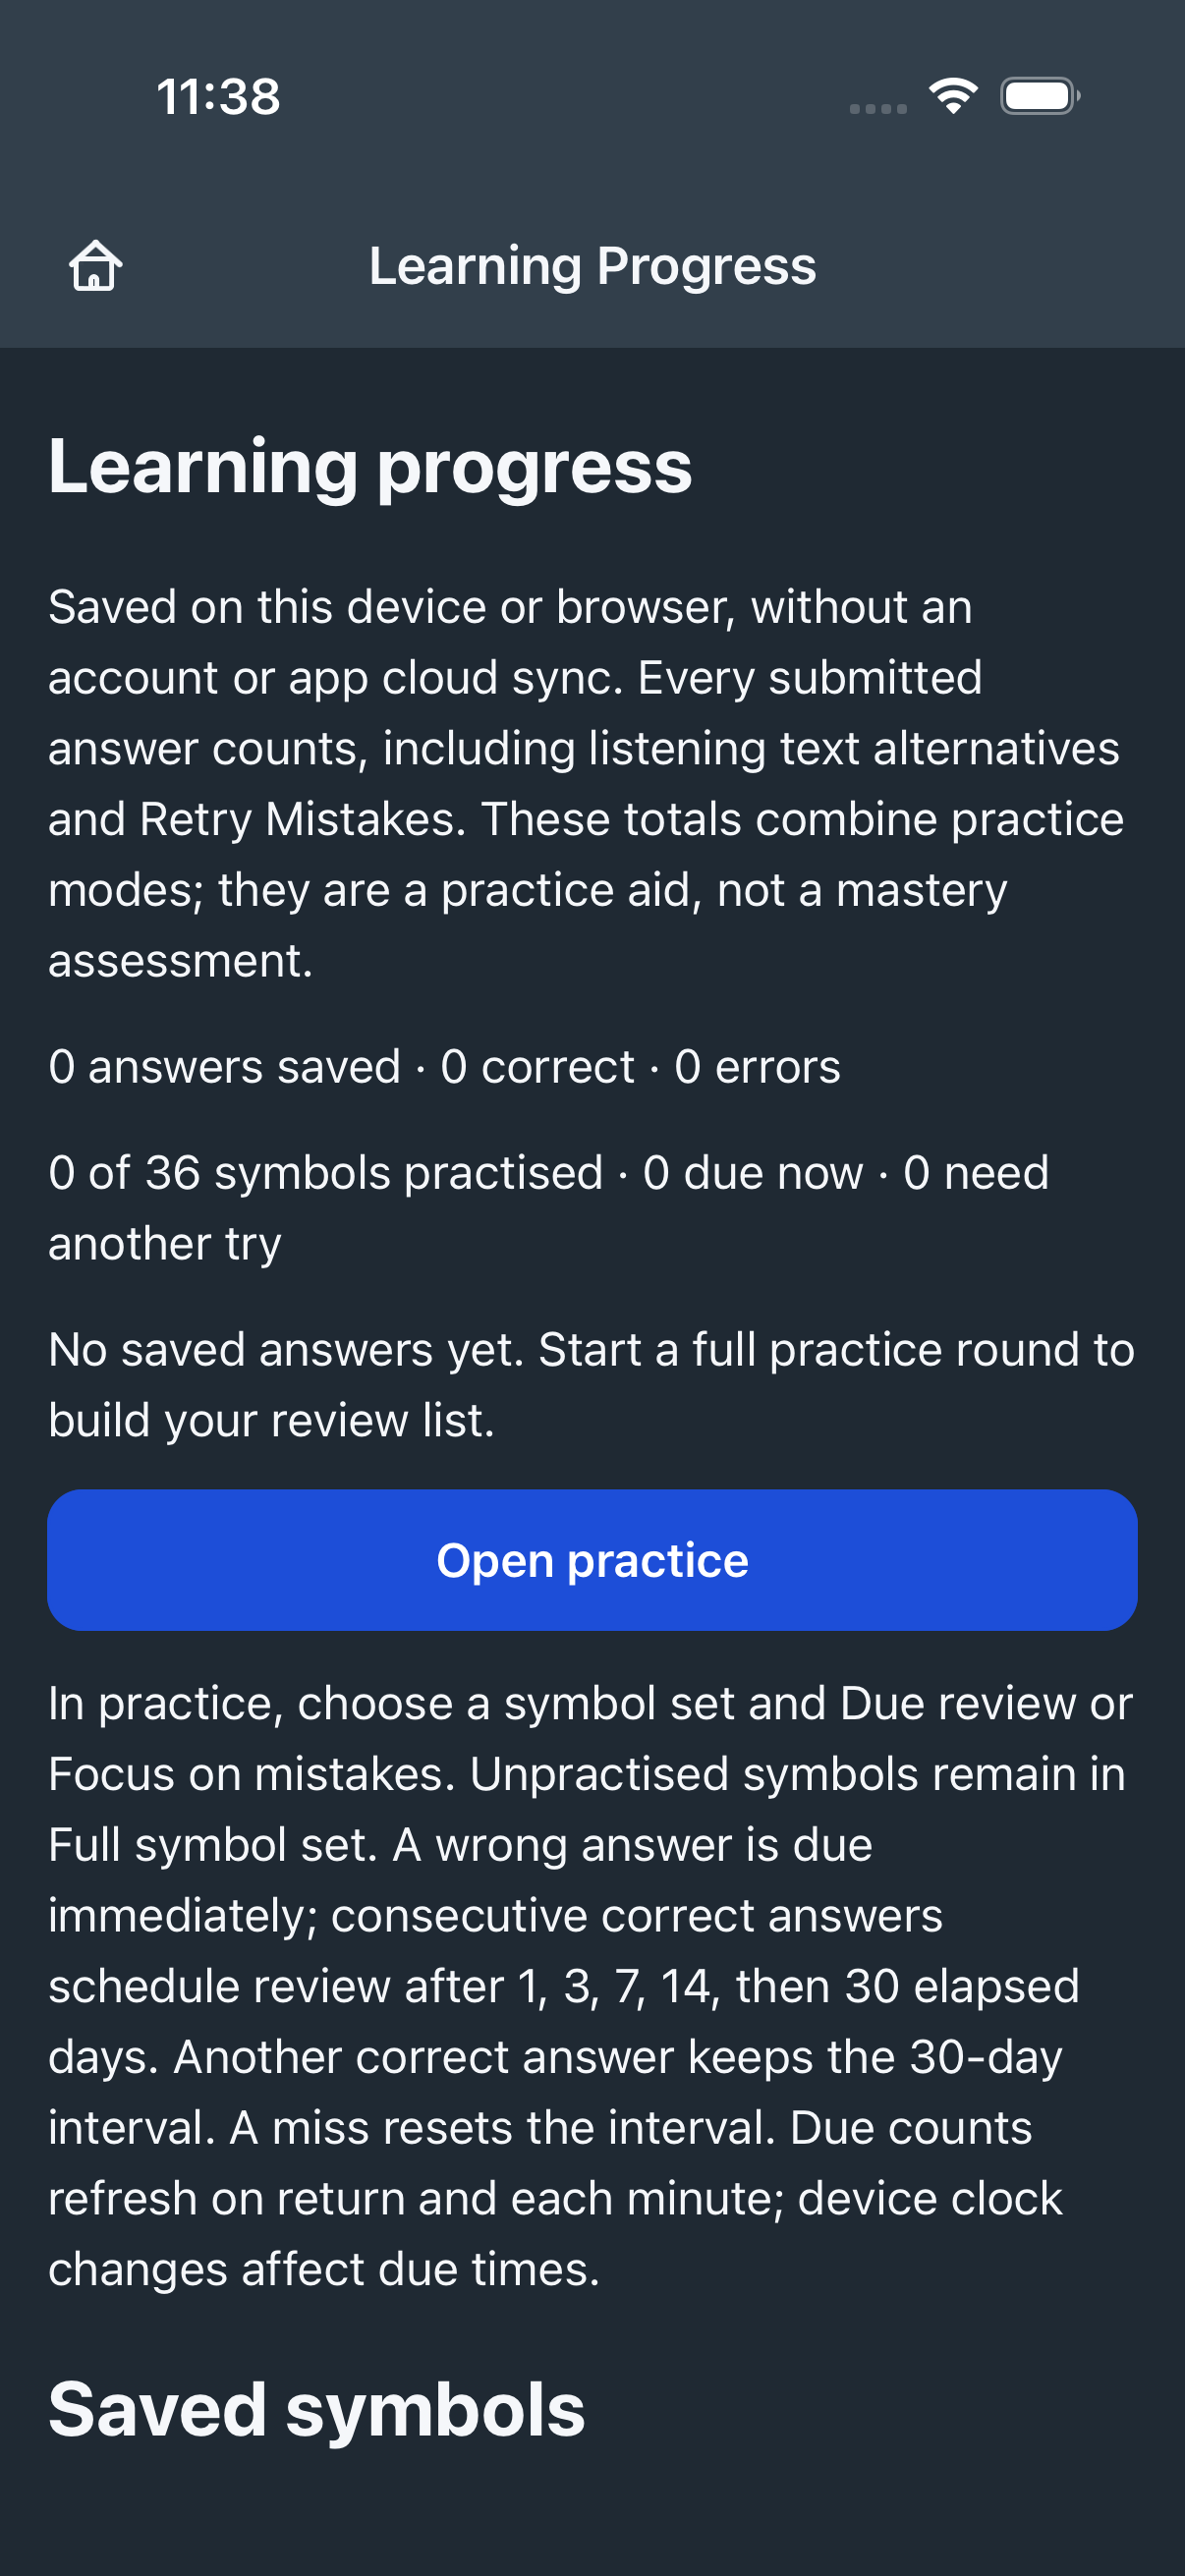 11:38
Learning Progress
Learning progress
Saved on this device or browser, without an
account or app cloud sync. Every submitted
answer counts, including listening text alternatives
and Retry Mistakes. These totals combine practice
modes; they are a practice aid, not a mastery
assessment.
0 answers saved · 0 correct · 0 errors
0 of 36 symbols practised · 0 due now · 0 need
another try
No saved answers yet. Start a full practice round to
build your review list.
Open practice
In practice, choose a symbol set and Due review or
Focus on mistakes. Unpractised symbols remain in
Full symbol set. A wrong answer is due
immediately; consecutive correct answers
schedule review after 1, 3, 7, 14, then 30 elapsed
days. Another correct answer keeps the 30-day
interval. A miss resets the interval. Due counts
refresh on return and each minute; device clock
changes affect due times.
Saved symbols